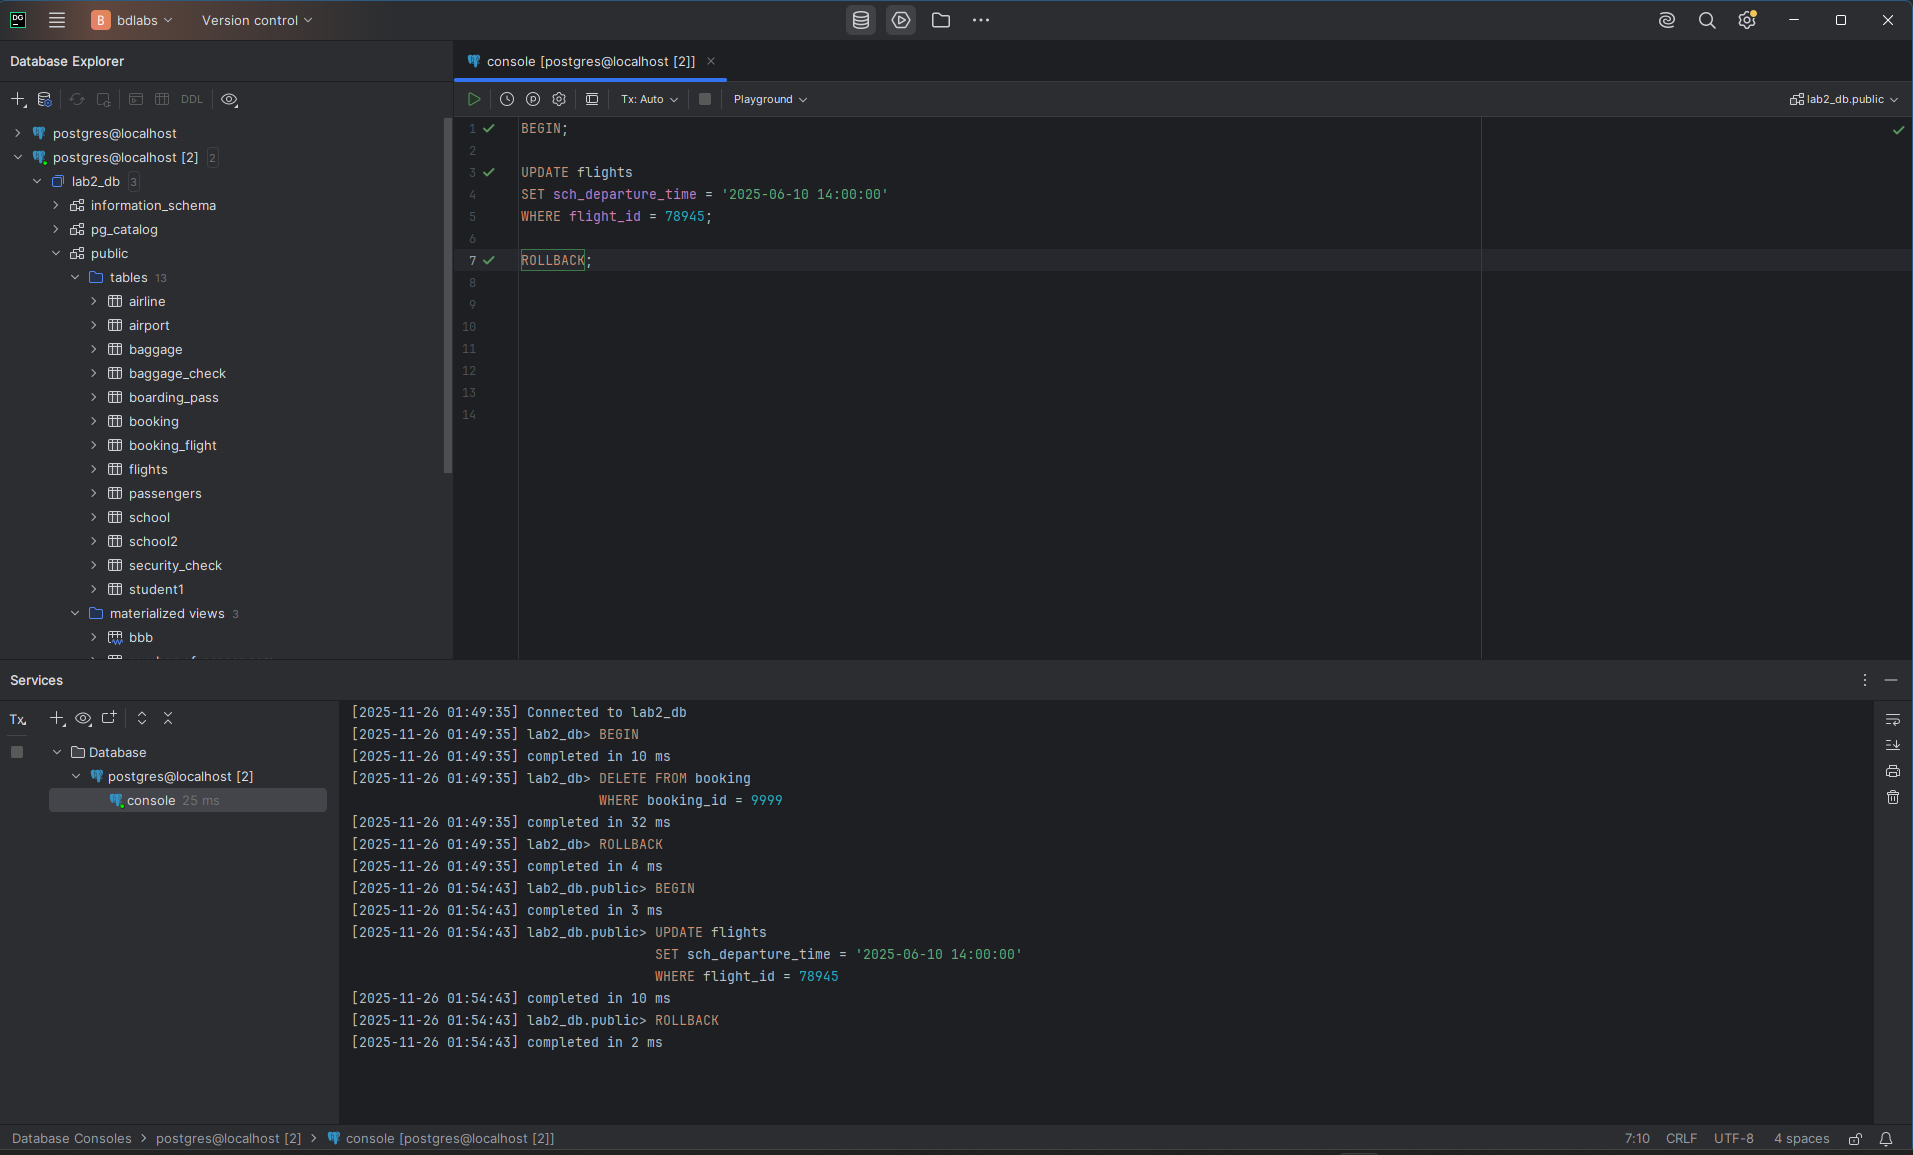 DG
B bdlabs
Version control
Database Explorer
DDL
postgres@localhost
postgres@localhost [2] 2
lab2_db 3
information_schema
pg_catalog
public
tables 13
airline
airport
baggage
baggage_check
boarding_pass
booking
booking_flight
flights
passengers
school
school2
security_check
student1
materialized views 3
bbb
console [postgres@localhost [2]]
Tx: Auto
Playground
lab2_db.public
1 BEGIN;
2
3 UPDATE flights
4 SET sch_departure_time = '2025-06-10 14:00:00'
5 WHERE flight_id = 78945;
6
7 ROLLBACK;
8
9
10
11
12
13
14
Services
Tx
Database
postgres@localhost [2]
console 25 ms
[2025-11-26 01:49:35] Connected to lab2_db
[2025-11-26 01:49:35] lab2_db> BEGIN
[2025-11-26 01:49:35] completed in 10 ms
[2025-11-26 01:49:35] lab2_db> DELETE FROM booking
WHERE booking_id = 9999
[2025-11-26 01:49:35] completed in 32 ms
[2025-11-26 01:49:35] lab2_db> ROLLBACK
[2025-11-26 01:49:35] completed in 4 ms
[2025-11-26 01:54:43] lab2_db.public> BEGIN
[2025-11-26 01:54:43] completed in 3 ms
[2025-11-26 01:54:43] lab2_db.public> UPDATE flights
SET sch_departure_time = '2025-06-10 14:00:00'
WHERE flight_id = 78945
[2025-11-26 01:54:43] completed in 10 ms
[2025-11-26 01:54:43] lab2_db.public> ROLLBACK
[2025-11-26 01:54:43] completed in 2 ms
Database Consoles > postgres@localhost [2] > console [postgres@localhost [2]]
7:10 CRLF UTF-8 4 spaces